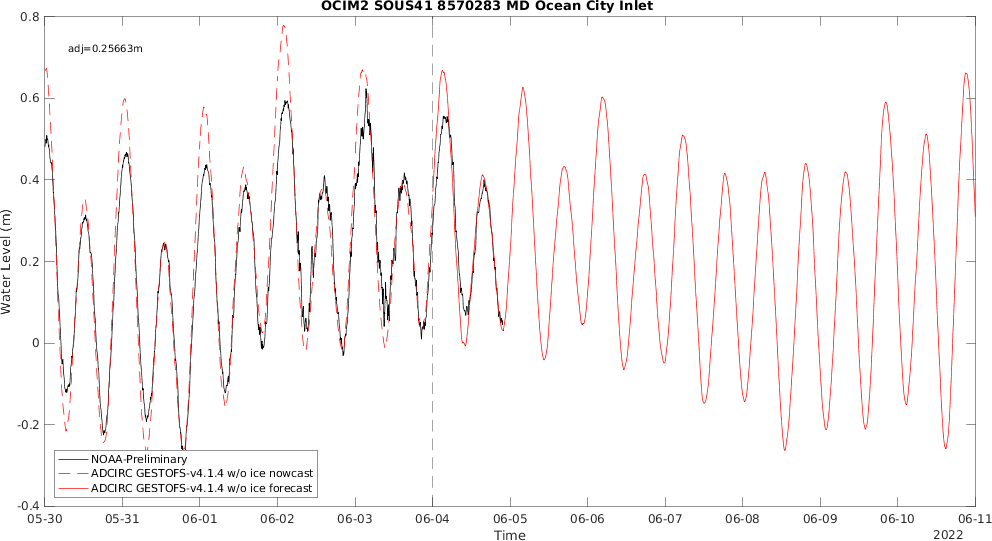 OCIM2 SOUS41 8570283 MD Ocean City Inlet
adj=0.25663m
0.8
0.6
0.4
0.2
0
-0.2
-0.4
Water Level (m)
NOAA-Preliminary
ADCIRC GESTOFS-v4.1.4 w/o ice nowcast
ADCIRC GESTOFS-v4.1.4 w/o ice forecast
05-30 05-31 06-01 06-02 06-03 06-04 06-05 06-06 06-07 06-08 06-09 06-10 06-11
Time
2022